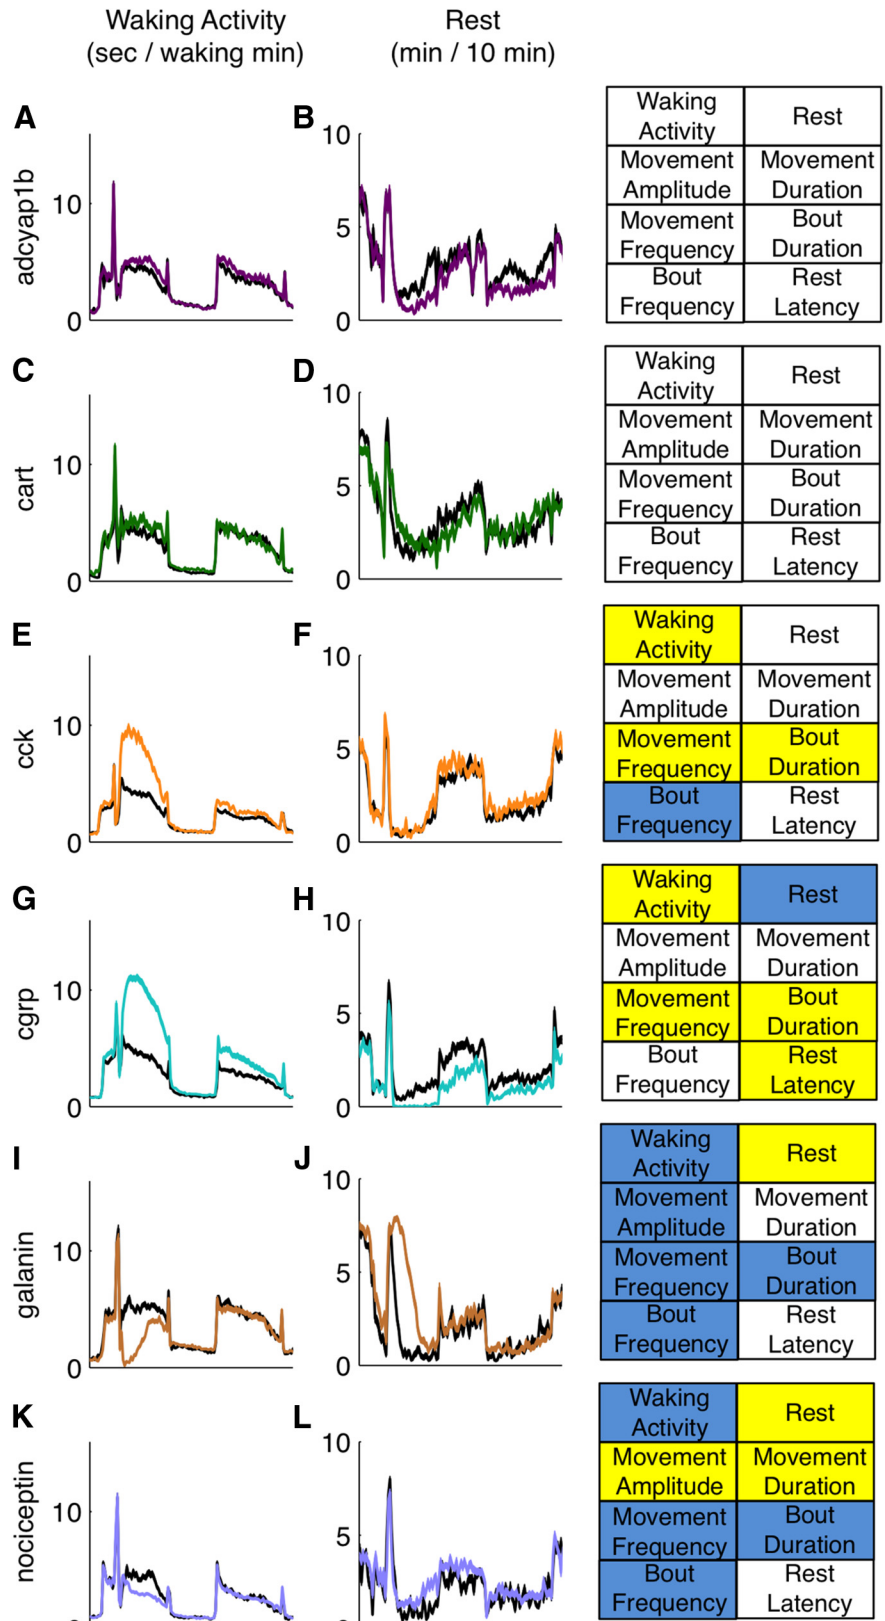 Waking Activity
(sec / waking min)
Rest
(min / 10 min)
A
adcyap1b
10
0
B
10
5
0
Waking
Activity
Rest
Movement
Amplitude
Movement
Duration
Movement
Frequency
Bout
Duration
Bout
Frequency
Rest
Latency
C
cart
10
0
D
10
5
0
Waking
Activity
Rest
Movement
Amplitude
Movement
Duration
Movement
Frequency
Bout
Duration
Bout
Frequency
Rest
Latency
E
cck
10
0
F
10
5
0
Waking
Activity
Rest
Movement
Amplitude
Movement
Duration
Movement
Frequency
Bout
Duration
Bout
Frequency
Rest
Latency
G
cgrp
10
0
H
10
5
0
Waking
Activity
Rest
Movement
Amplitude
Movement
Duration
Movement
Frequency
Bout
Duration
Bout
Frequency
Rest
Latency
I
galanin
10
0
J
10
5
0
Waking
Activity
Rest
Movement
Amplitude
Movement
Duration
Movement
Frequency
Bout
Duration
Bout
Frequency
Rest
Latency
K
nociceptin
10
L
10
5
Waking
Activity
Rest
Movement
Amplitude
Movement
Duration
Movement
Frequency
Bout
Duration
Bout
Frequency
Rest
Latency